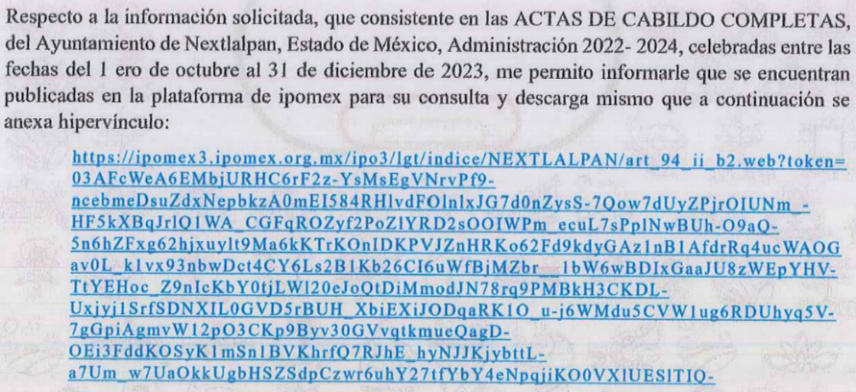 Respecto a la información solicitada, que consistente en las ACTAS DE CABILDO COMPLETAS,
del Ayuntamiento de Nextlalpan, Estado de México, Administración 2022- 2024, celebradas entre las
fechas del 1 ero de octubre al 31 de diciembre de 2023, me permito informarle que se encuentran
publicadas en la plataforma de ipomex para su consulta y descarga mismo que a continuación se
anexa hipervínculo:
https://ipomex3.ipomex.org.mx/ipo3/lgt/indice/NEXTLALPAN/art_94_ii_b2.web?token=
03AFcWeA6EMbjURHC6rF2z-YsMsEgVNrvPf9-
ncebmeDsuZdxNepbkzA0mEI584RHlvdFOlnlxJG7d0nZysS-7Qow7dUyZPjrOIUNm_-
HF5kXBqJrlQ1WA_CGFqROZyf2PoZlYRD2sOOIWPm_ecuL7sPplNwBUh-O9aQ-
5n6hZFxg62hjxuylt9Ma6kKTrKOnIDKPVJZnHRKo62Fd9kdyGAz1nB1AfdrRq4ucWAOG
av0L_k1vx93nbwDct4CY6Ls2B1Kb26CI6uWfBjMZbr__1bW6wBDIxGaaJU8zWEpYHV-
TtYEHoc_Z9nIcKbY0tjLWl20eJoQtDiMmodJN78rq9PMBkH3CKDL-
Uxjyj1SrfSDNXIL0GVD5rBUH_XbiEXiJODqaRK1O_u-j6WMdu5CVW1ug6RDUhyq5V-
7gGpiAgmvW12pO3CKp9Byv30GVvqtkmueQagD-
OEi3FddKOSyK1mSn1BVKhrfQ7RJhE_hyNJJKjybttL-
a7Um_w7UaOkkUgbHSZSdpCzwr6uhY27tfYbY4eNpqjiKO0VXlUESlTIQ-